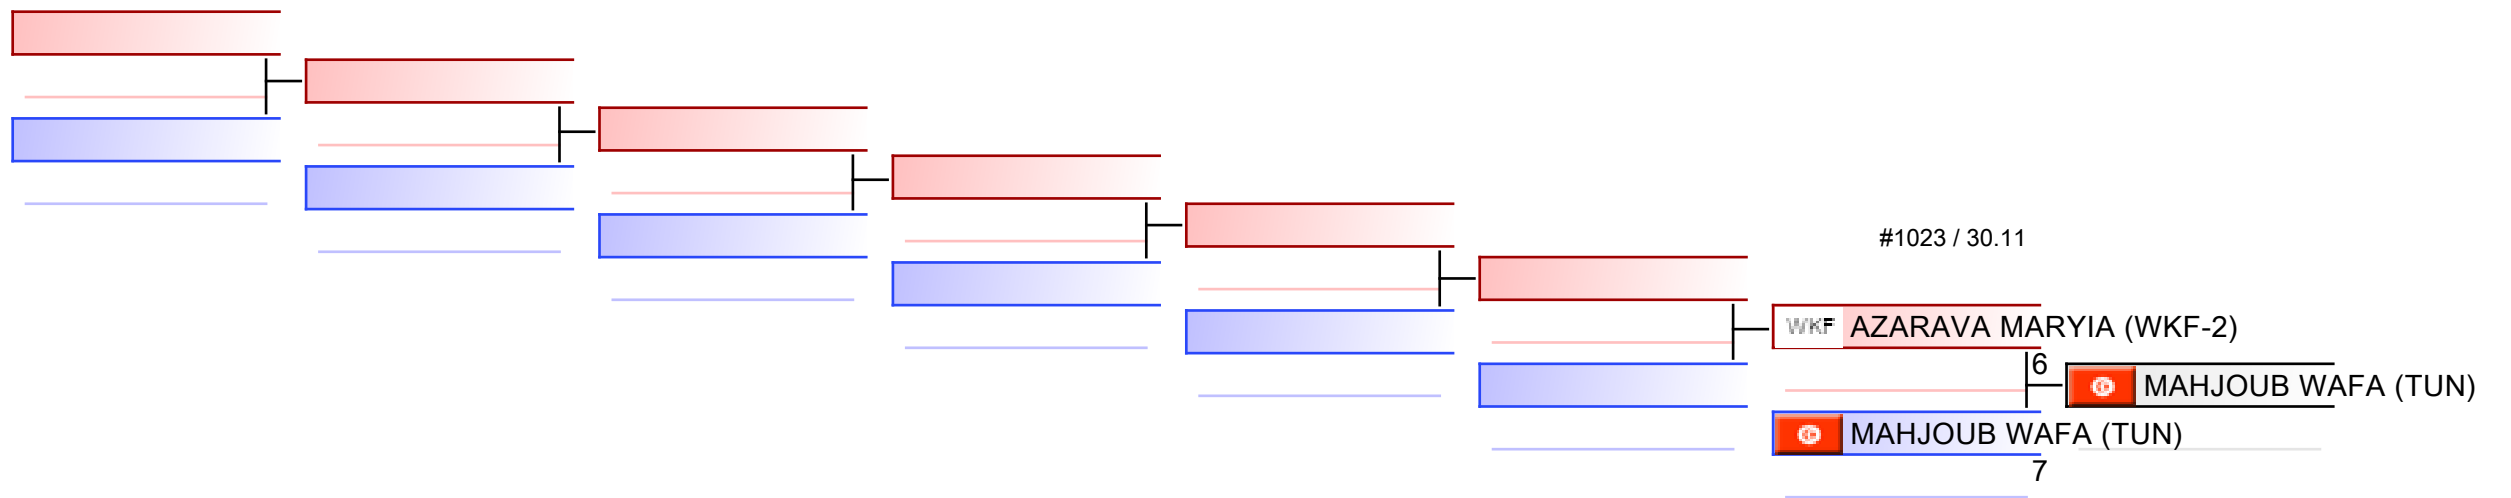 #1023 / 30.11
WKF AZARAVA MARYIA (WKF-2)
6
MAHJOUB WAFA (TUN)
MAHJOUB WAFA (TUN)
7